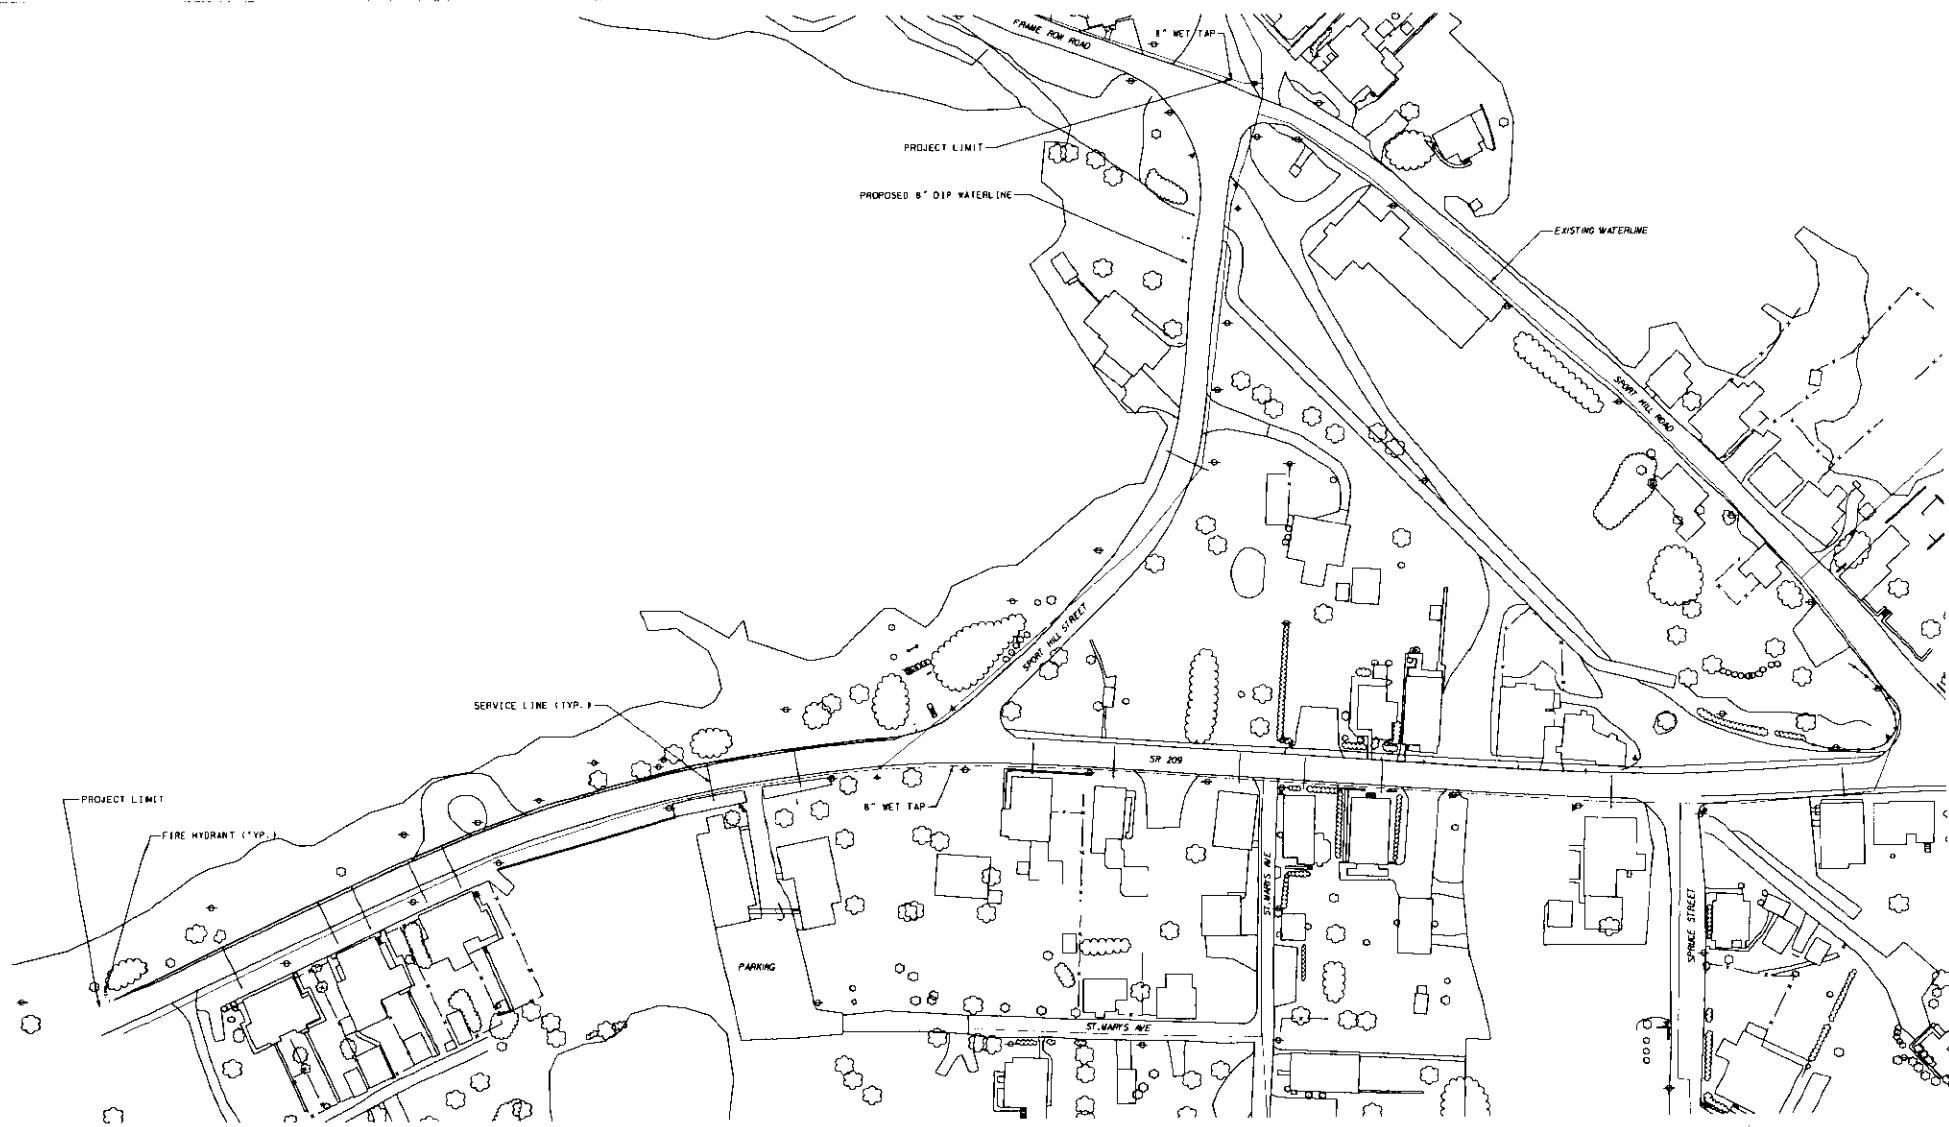 FRAME ROW ROAD
8" WET TAP
PROJECT LIMIT
PROPOSED 8" DIP WATERLINE
EXISTING WATERLINE
SPORT HILL ROAD
SPORT HILL STREET
SERVICE LINE (TYP.)
SR 209
PROJECT LIMIT
8" WET TAP
FIRE HYDRANT (TYP.)
ST.MARYS AVE
SPRUCE STREET
PARKING
ST.MARYS AVE